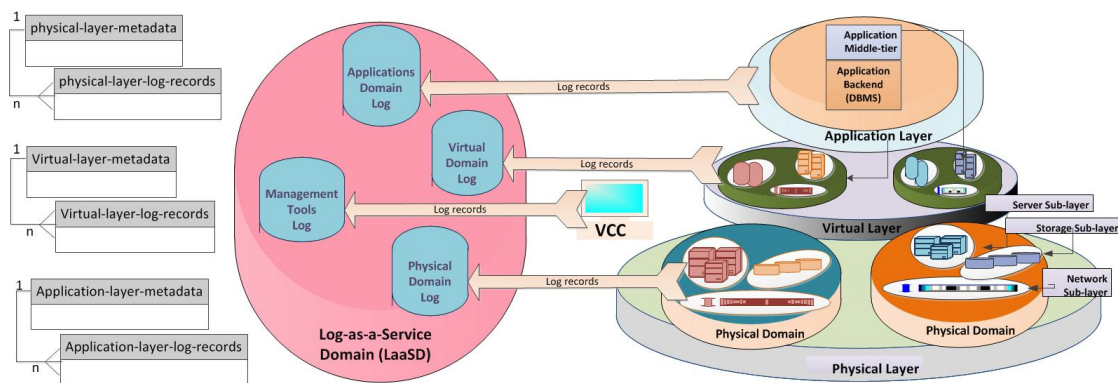 1
physical-layer-metadata
physical-layer-log-records
n
1
Virtual-layer-metadata
Virtual-layer-log-records
n
1
Application-layer-metadata
Application-layer-log-records
n
Applications
Domain
Log
Virtual
Domain
Log
Management
Tools
Log
Physical
Domain
Log
Log-as-a-Service
Domain (LaaSD)
Log records
Log records
Log records
Log records
VCC
Application
Middle-tier
Application
Backend
(DBMS)
Application Layer
Virtual Layer
Server Sub-layer
Storage Sub-layer
Network
Sub-layer
Physical Domain
Physical Domain
Physical Layer